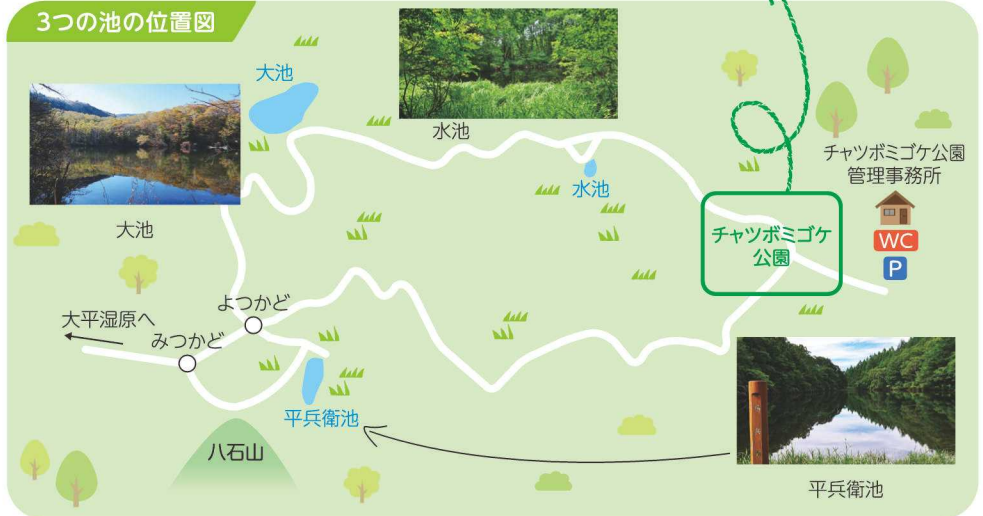 3つの池の位置図
大池
水池
水池
大池
チャツボミゴケ公園
管理事務所
WC
P
チャツボミゴケ
公園
よつかど
大平湿原へ
みつかど
平兵衛池
八石山
平兵衛池